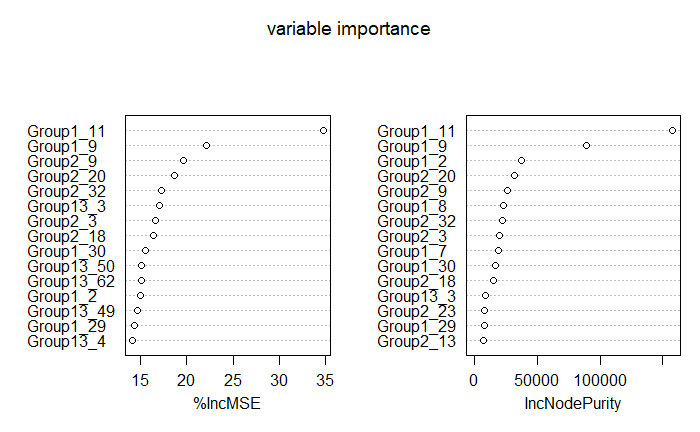 variable importance
Group1_11
Group1_9
Group2_9
Group2_20
Group2_32
Group13_3
Group2_3
Group2_18
Group1_30
Group13_50
Group13_62
Group1_2
Group13_49
Group1_29
Group13_4
15 20 25 30 35
%IncMSE
Group1_11
Group1_9
Group1_2
Group2_20
Group2_9
Group1_8
Group2_32
Group2_3
Group1_7
Group1_30
Group2_18
Group13_3
Group2_23
Group1_29
Group2_13
0 50000 100000
IncNodePurity